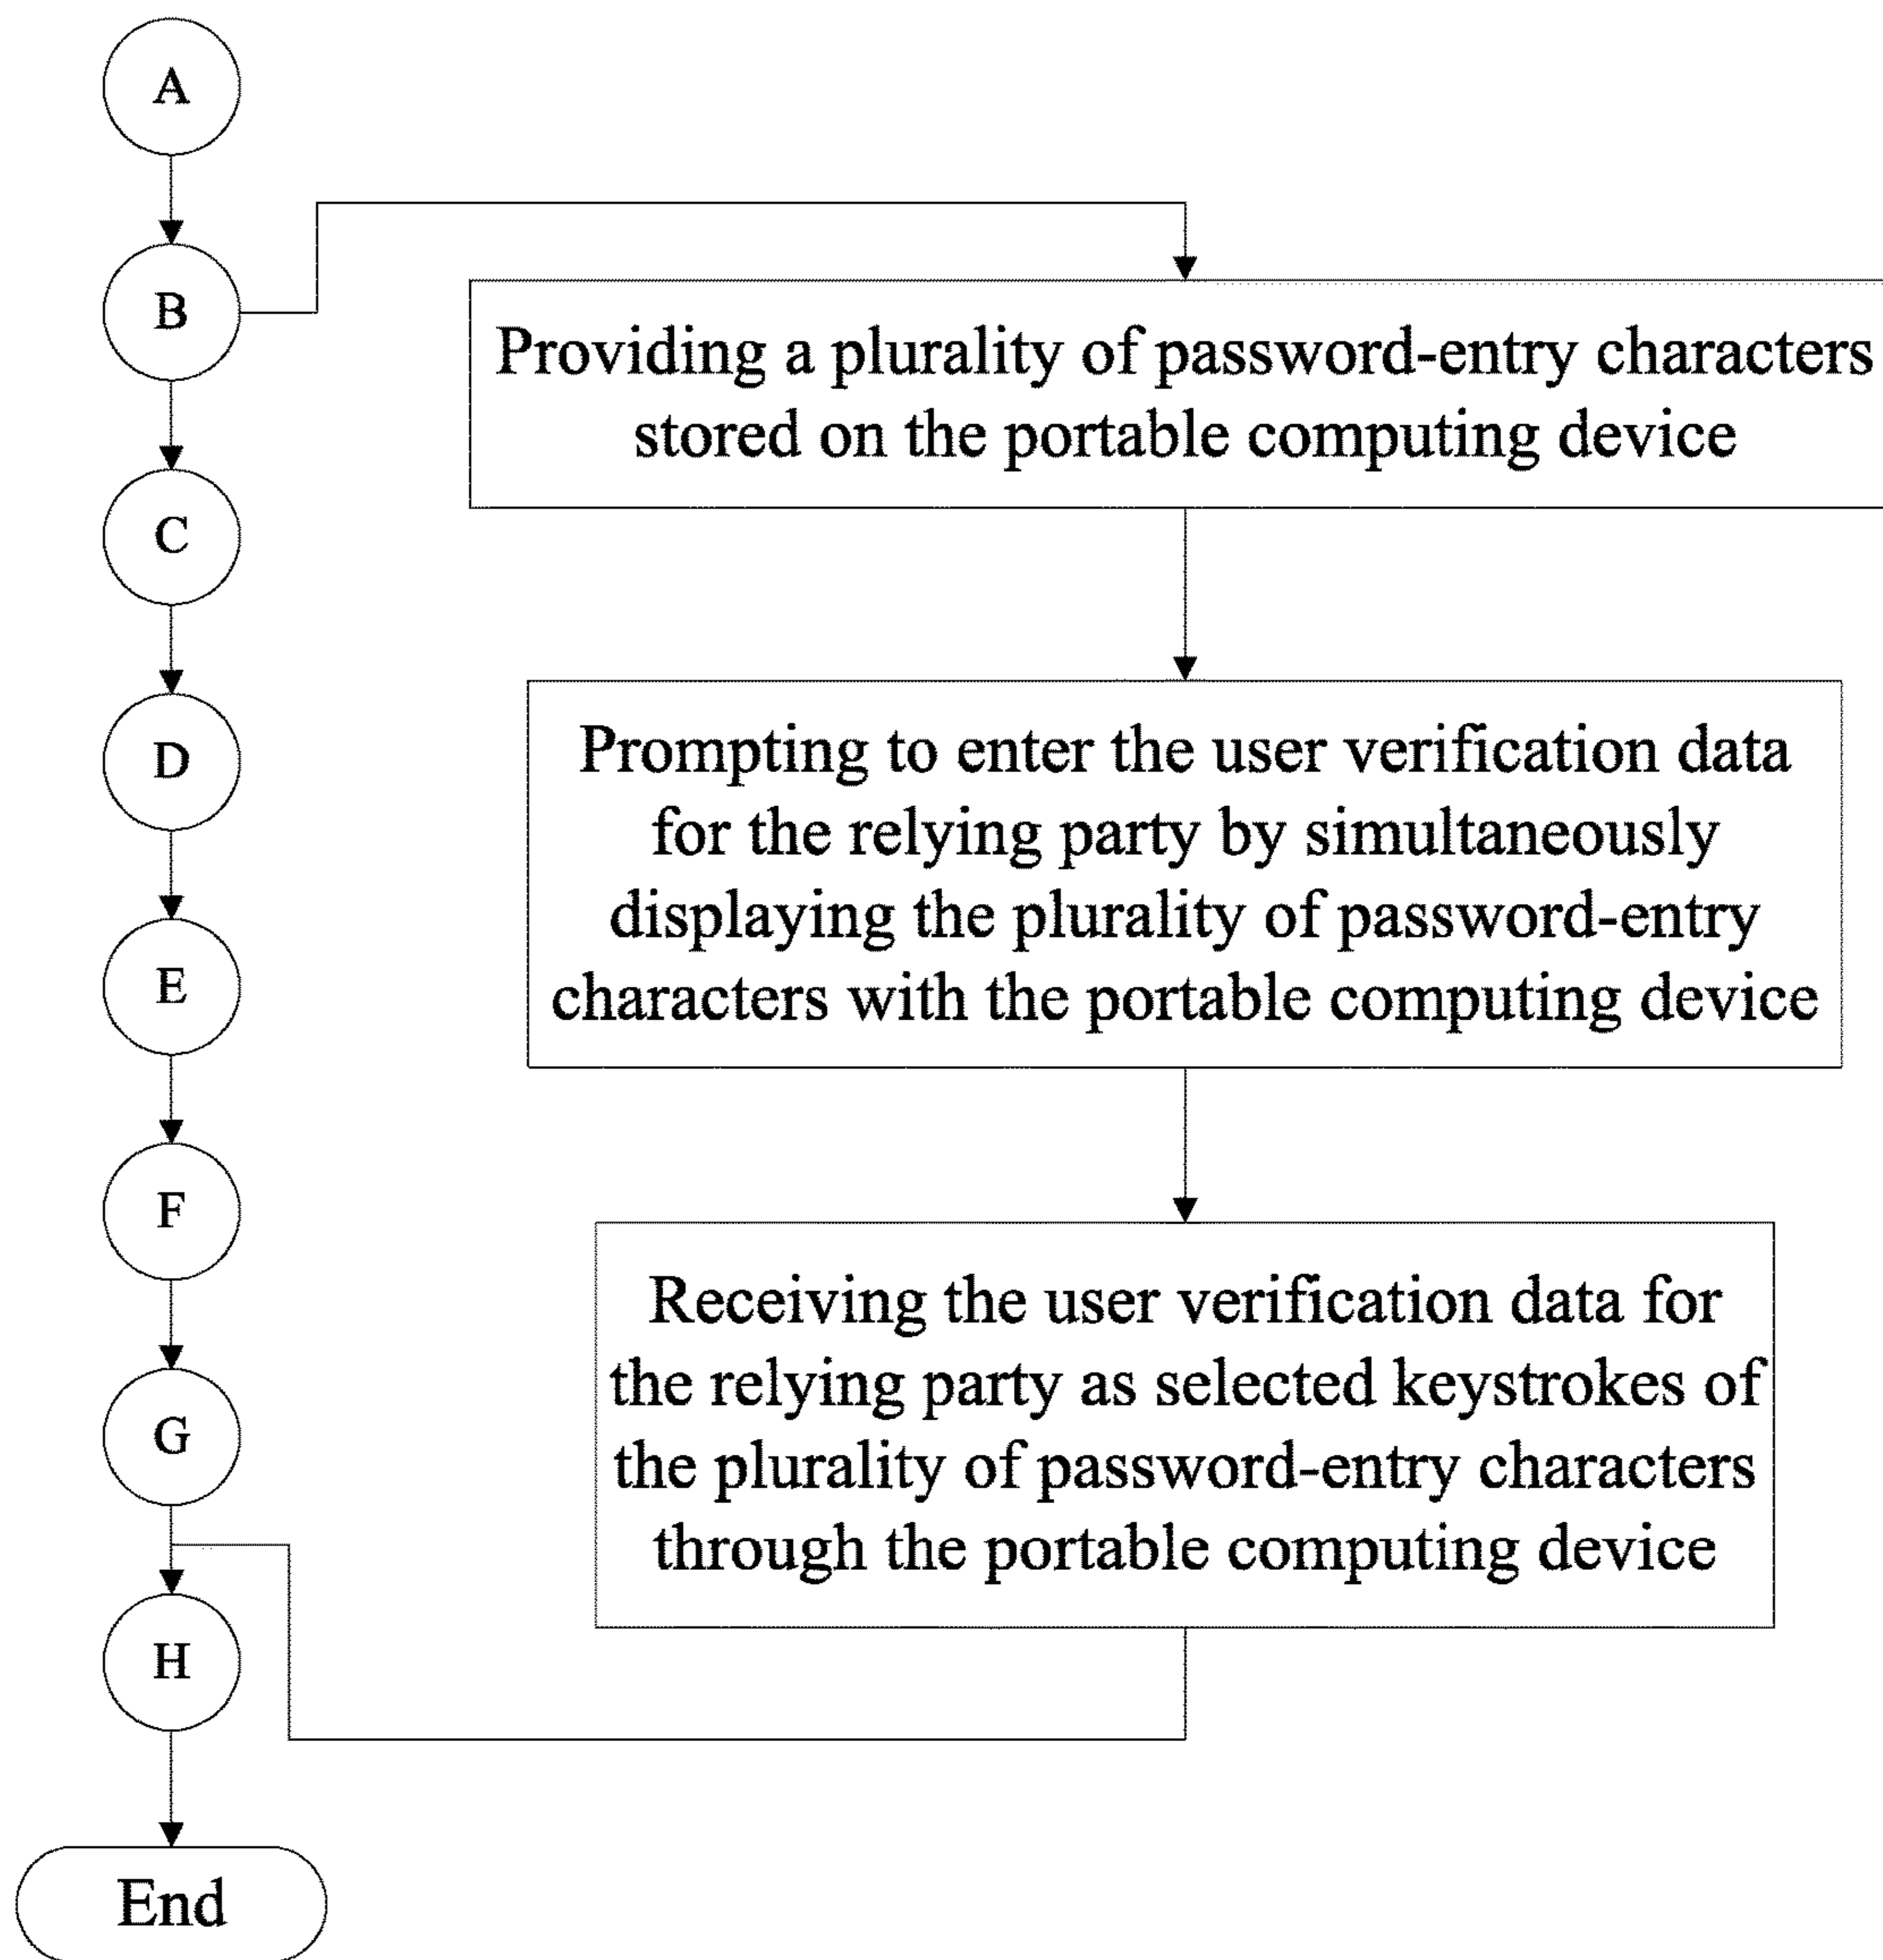 A
B
C
D
E
F
G
H
End
Providing a plurality of password-entry characters
stored on the portable computing device
Prompting to enter the user verification data
for the relying party by simultaneously
displaying the plurality of password-entry
characters with the portable computing device
Receiving the user verification data for
the relying party as selected keystrokes of
the plurality of password-entry characters
through the portable computing device